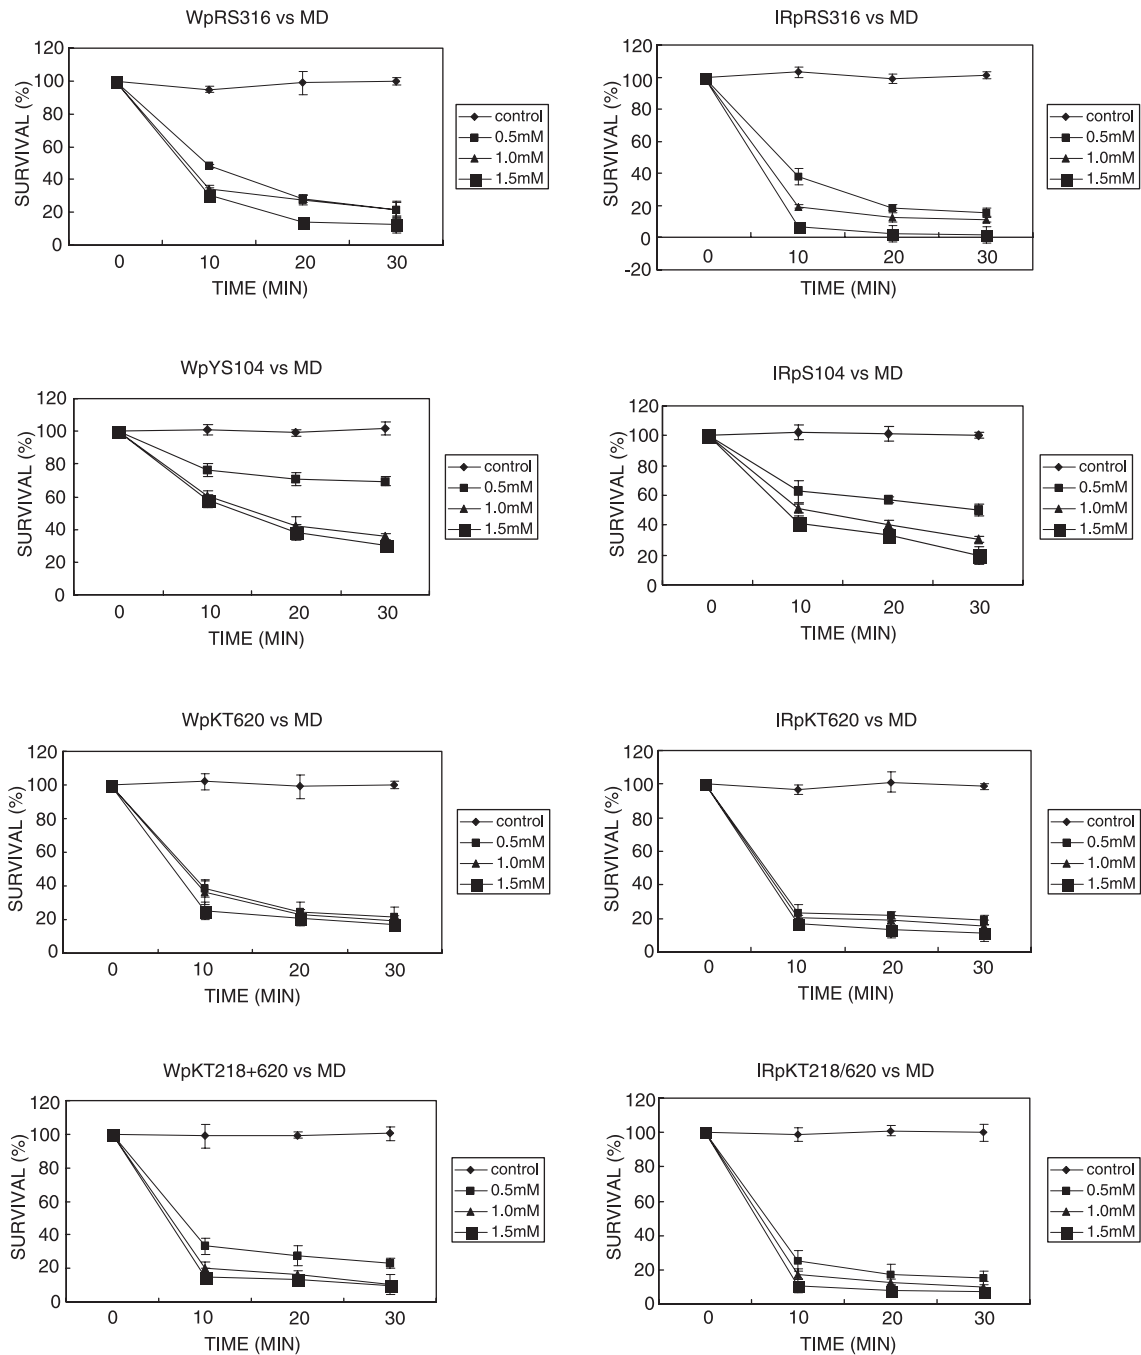 WpRS316 vs MD
120
100
80
60
40
20
0
SURVIVAL (%)
0 10 20 30
TIME (MIN)
control
0.5mM
1.0mM
1.5mM
IRpRS316 vs MD
120
100
80
60
40
20
0
-20
SURVIVAL (%)
0 10 20 30
TIME (MIN)
control
0.5mM
1.0mM
1.5mM
WpYS104 vs MD
120
100
80
60
40
20
0
SURVIVAL (%)
0 10 20 30
TIME (MIN)
control
0.5mM
1.0mM
1.5mM
IRpS104 vs MD
120
100
80
60
40
20
0
SURVIVAL (%)
0 10 20 30
TIME (MIN)
control
0.5mM
1.0mM
1.5mM
WpKT620 vs MD
120
100
80
60
40
20
0
SURVIVAL (%)
0 10 20 30
TIME (MIN)
control
0.5mM
1.0mM
1.5mM
IRpKT620 vs MD
120
100
80
60
40
20
0
SURVIVAL (%)
0 10 20 30
TIME (MIN)
control
0.5mM
1.0mM
1.5mM
WpKT218+620 vs MD
120
100
80
60
40
20
0
SURVIVAL (%)
0 10 20 30
TIME (MIN)
control
0.5mM
1.0mM
1.5mM
IRpKT218/620 vs MD
120
100
80
60
40
20
0
SURVIVAL (%)
0 10 20 30
TIME (MIN)
control
0.5mM
1.0mM
1.5mM